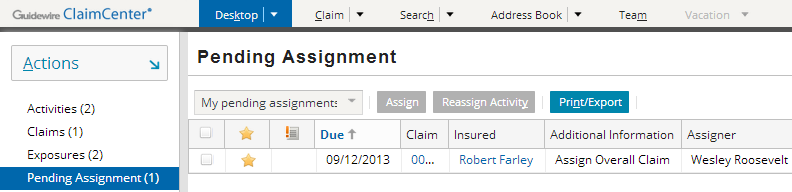 Guidewire ClaimCenter® Desktop Claim Search Address Book Team Vacation
Actions
Activities (2)
Claims (1)
Exposures (2)
Pending Assignment (1)
Pending Assignment
My pending assignments Assign Reassign Activity Print/Export
Due ↑ Claim Insured Additional Information Assigner
09/12/2013 00... Robert Farley Assign Overall Claim Wesley Roosevelt